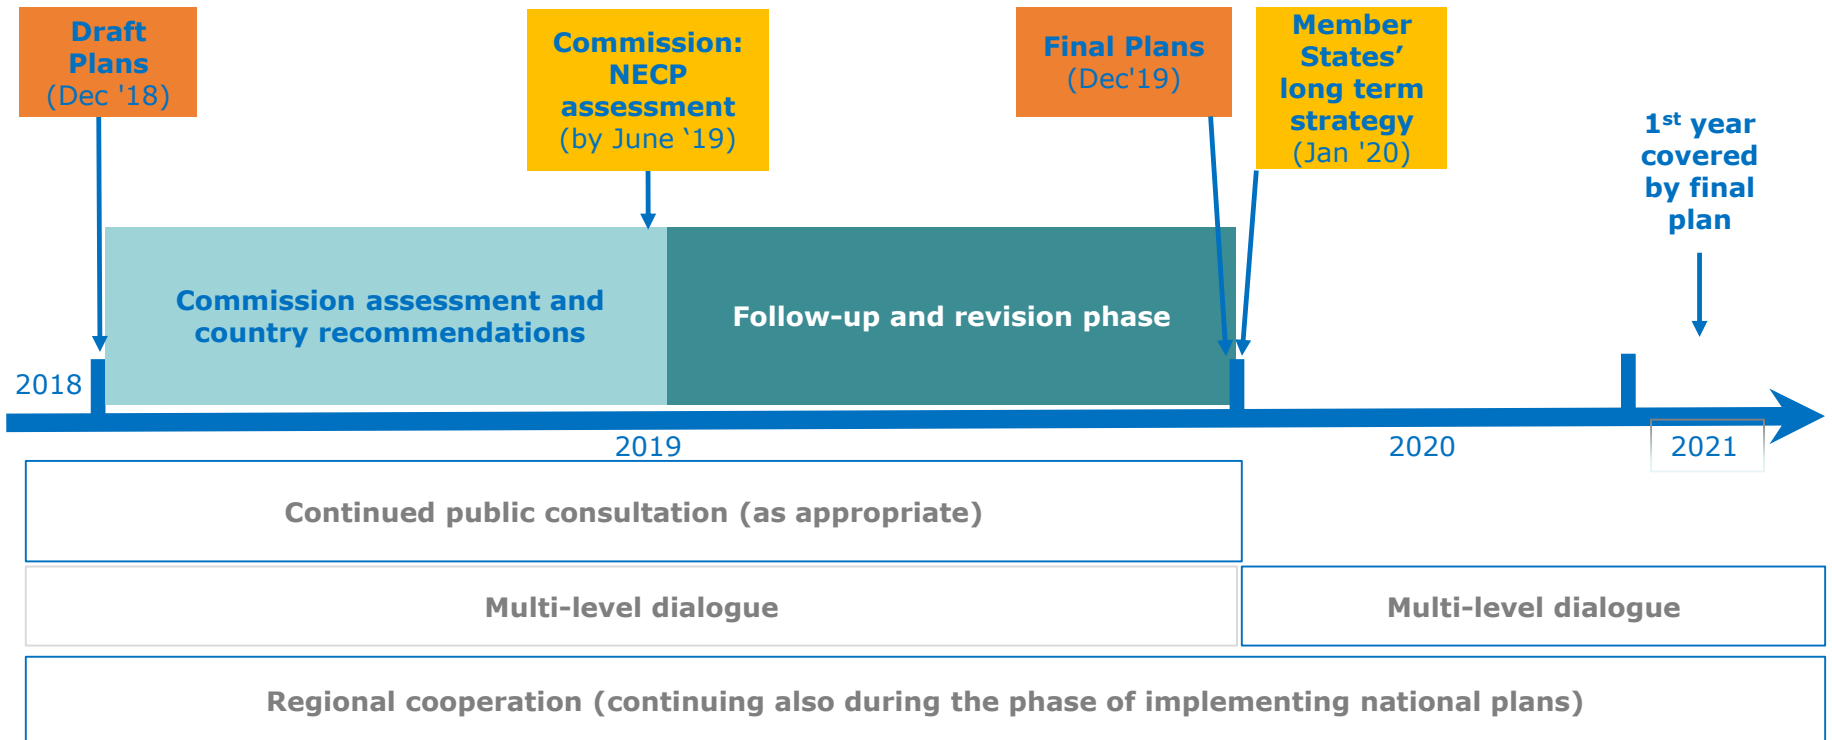 Draft
Plans
(Dec '18)
Commission:
NECP
assessment
(by June ‘19)
Final Plans
(Dec'19)
Member
States’
long term
strategy
(Jan '20)
1st year
covered
by final
plan
Commission assessment and
country recommendations
Follow-up and revision phase
2018
2019
2020
2021
Continued public consultation (as appropriate)
Multi-level dialogue
Multi-level dialogue
Regional cooperation (continuing also during the phase of implementing national plans)